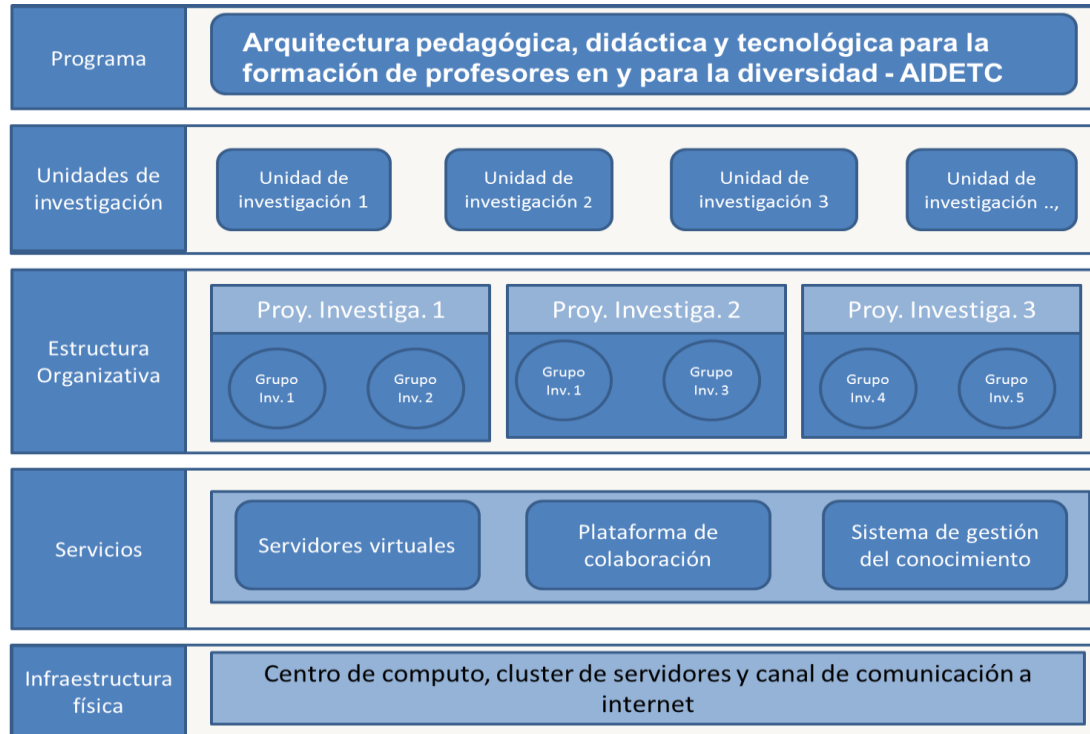 Programa
Arquitectura pedagógica, didáctica y tecnológica para la
formación de profesores en y para la diversidad - AIDETC
Unidades de
investigación
Unidad de
investigación 1
Unidad de
investigación 2
Unidad de
investigación 3
Unidad de
investigación ..,
Estructura
Organizativa
Proy. Investiga. 1
Grupo
Inv. 1
Grupo
Inv. 2
Proy. Investiga. 2
Grupo
Inv. 1
Grupo
Inv. 3
Proy. Investiga. 3
Grupo
Inv. 4
Grupo
Inv. 5
Servicios
Servidores virtuales
Plataforma de
colaboración
Sistema de gestión
del conocimiento
Infraestructura
física
Centro de computo, cluster de servidores y canal de comunicación a
internet